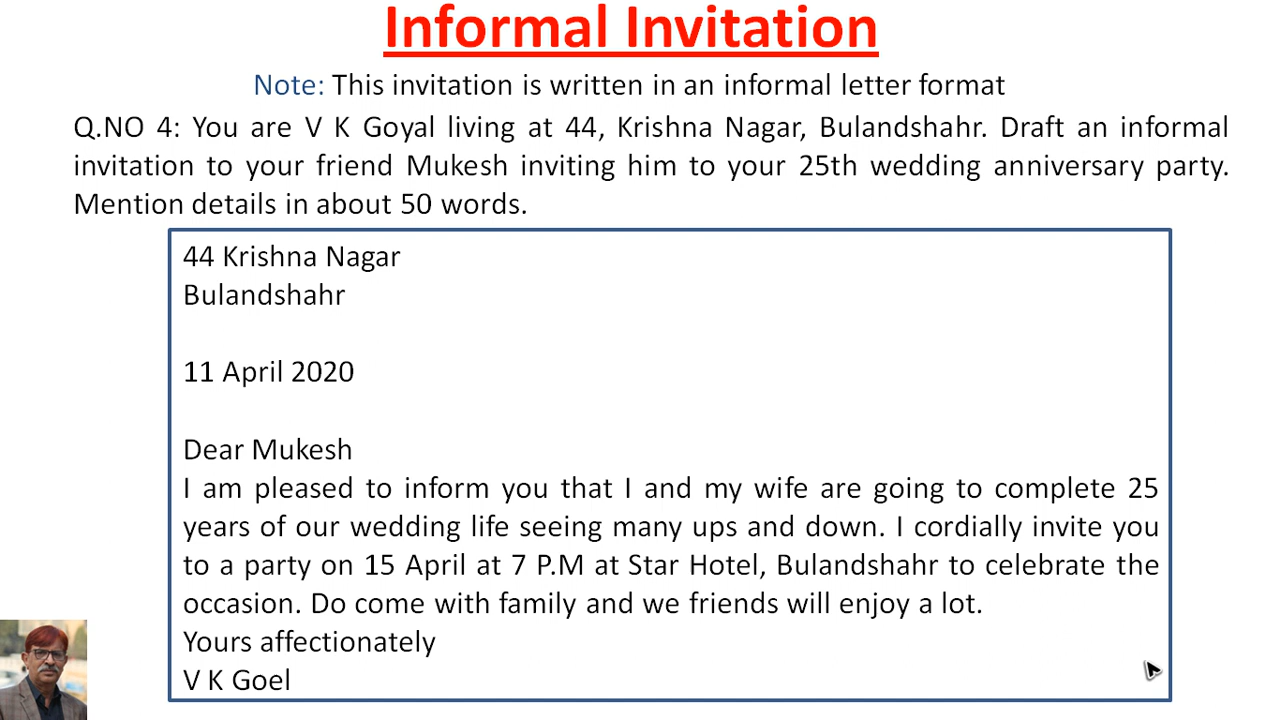 Informal Invitation
Note: This invitation is written in an informal letter format
Q.NO 4: You are V K Goyal living at 44, Krishna Nagar, Bulandshahr. Draft an informal
invitation to your friend Mukesh inviting him to your 25th wedding anniversary party.
Mention details in about 50 words.
44 Krishna Nagar
Bulandshahr
11 April 2020
Dear Mukesh
I am pleased to inform you that I and my wife are going to complete 25
years of our wedding life seeing many ups and down. I cordially invite you
to a party on 15 April at 7 P.M at Star Hotel, Bulandshahr to celebrate the
occasion. Do come with family and we friends will enjoy a lot.
Yours affectionately
V K Goel